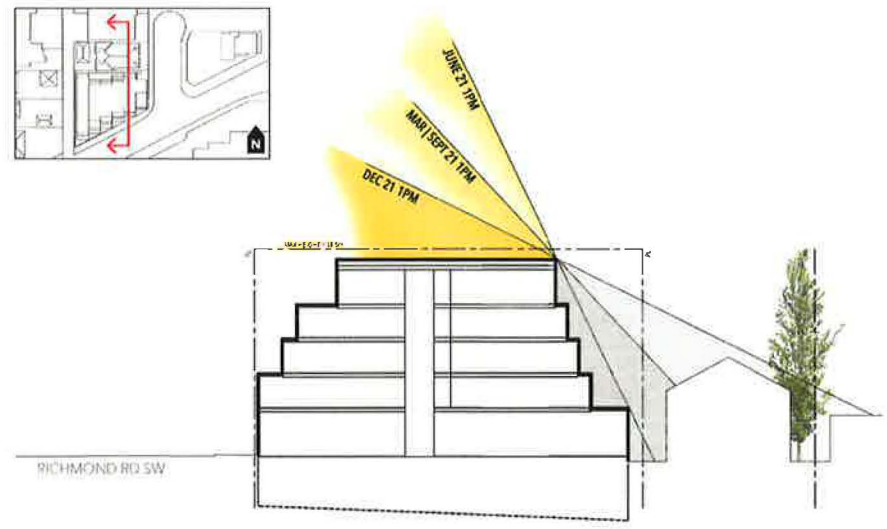 N
JUNE 21 1PM
MAR | SEPT 21 1PM
DEC 21 1PM
RICHMOND RD SW